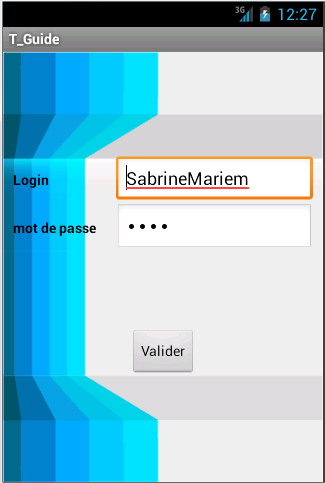 3G 12:27
T_Guide
Login SabrineMariem
mot de passe ••••
Valider